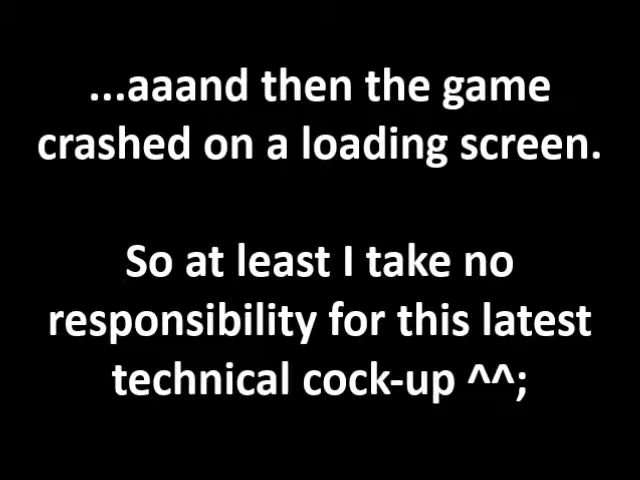 ...aaand then the game
crashed on a loading screen.
So at least I take no
responsibility for this latest
technical cock-up ^^;